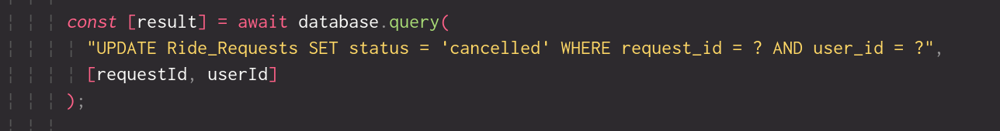 const [result] = await database.query(
"UPDATE Ride_Requests SET status = 'cancelled' WHERE request_id = ? AND user_id = ?",
[requestId, userId]
);